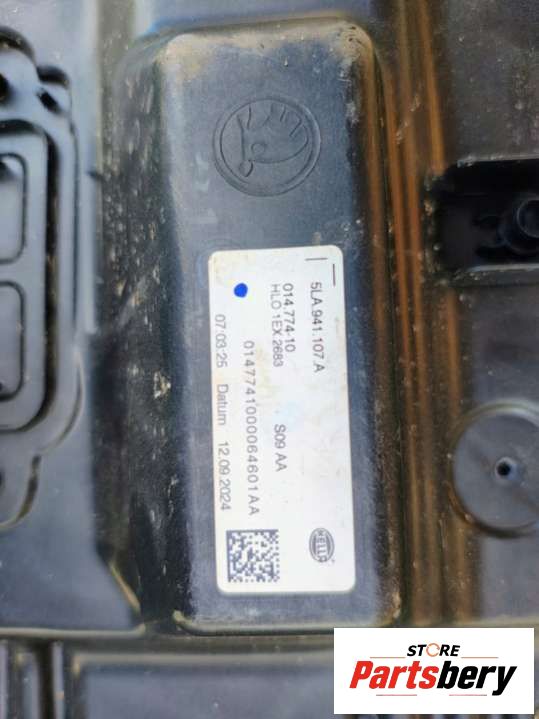 5LA.941.107.A
014.774-10
HLO 1EX 2683
S09 AA
01477410000064601AA
07:03:25 Datum 12.09.2024
HELLA
STORE
Partsbery